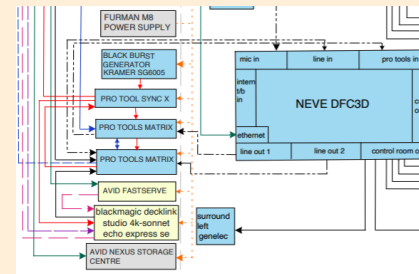 FURMAN M8
POWER SUPPLY
BLACK BURST
GENERATOR
KRAMER SG6005
PRO TOOL SYNC X
PRO TOOLS MATRIX
PRO TOOLS MATRIX
AVID FASTSERVE
blackmagic decklink
studio 4k-sonnet
echo express se
AVID NEXUS STORAGE
CENTRE
surround
left
genelec
mic in
line in
pro tools in
intern
t/b
in
NEVE DFC3D
ethernet
line out 1
line out 2
control room o